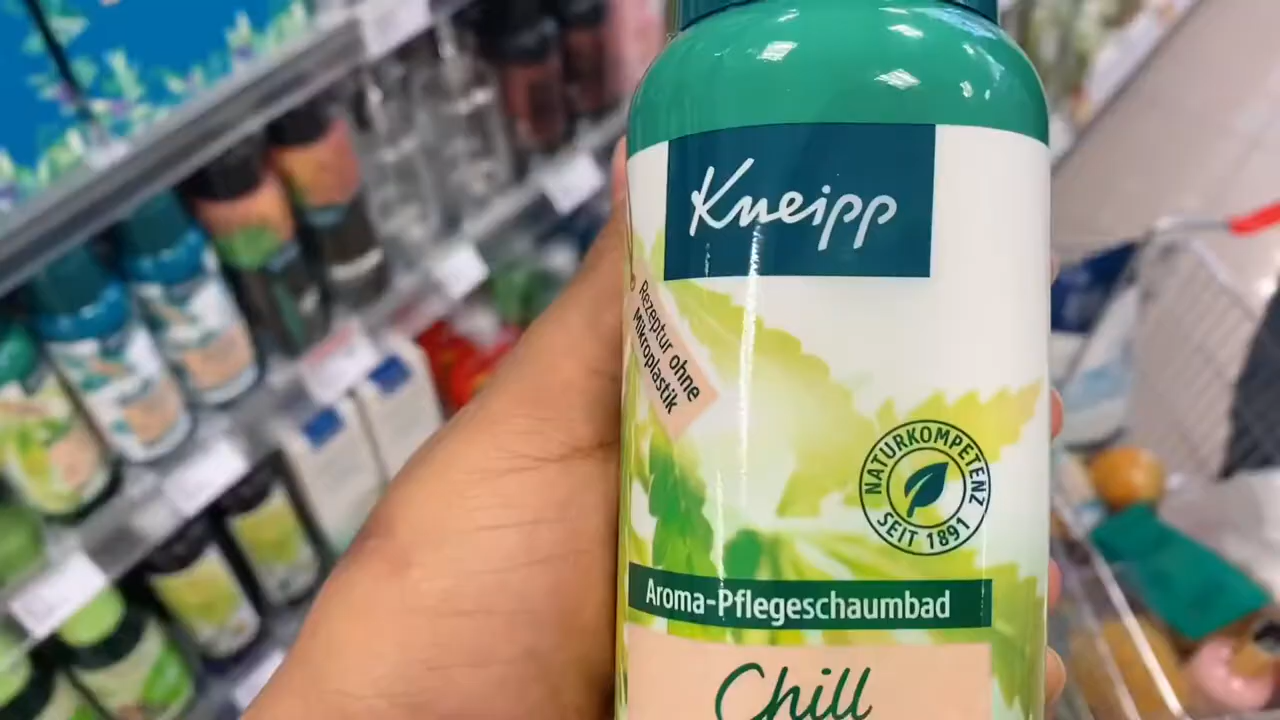 Kneipp
Rezeptur ohne
Mikroplastik
NATURKOMPETENZ
SEIT 1891
Aroma-Pflegeschaumbad
Chill